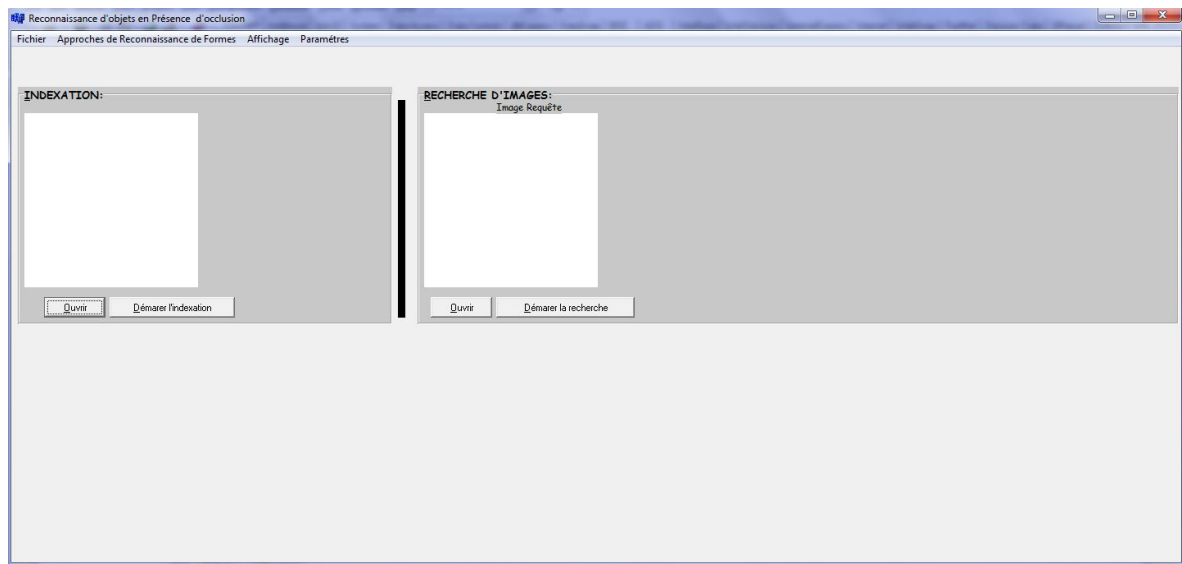 Reconnaissance d'objets en Présence d'occlusion
Fichier Approches de Reconnaissance de Formes Affichage Paramétres
INDEXATION:
Ouvrir Démarer l'indexation
RECHERCHE D'IMAGES:
Image Requête
Ouvrir Démarer la recherche